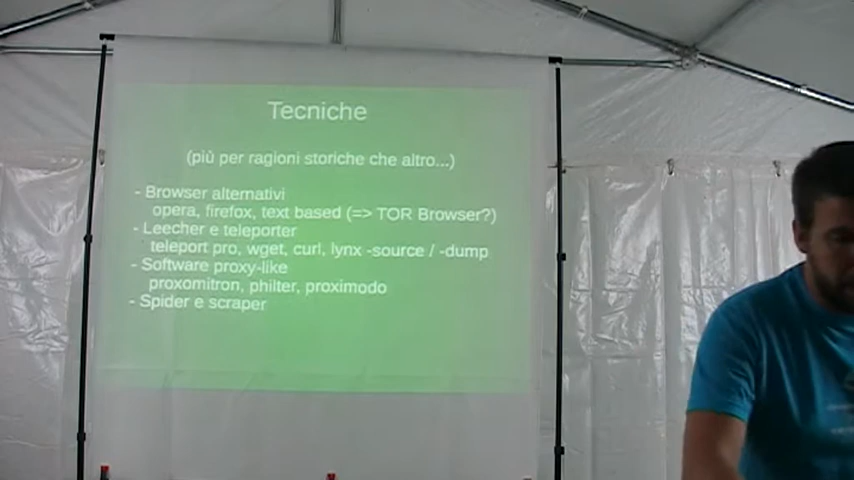 Tecniche
(più per ragioni storiche che altro...)
- Browser alternativi
opera, firefox, text based (=> TOR Browser?)
- Leecher e teleporter
teleport pro, wget, curl, lynx -source / -dump
- Software proxy-like
proxomitron, philter, proximodo
- Spider e scraper